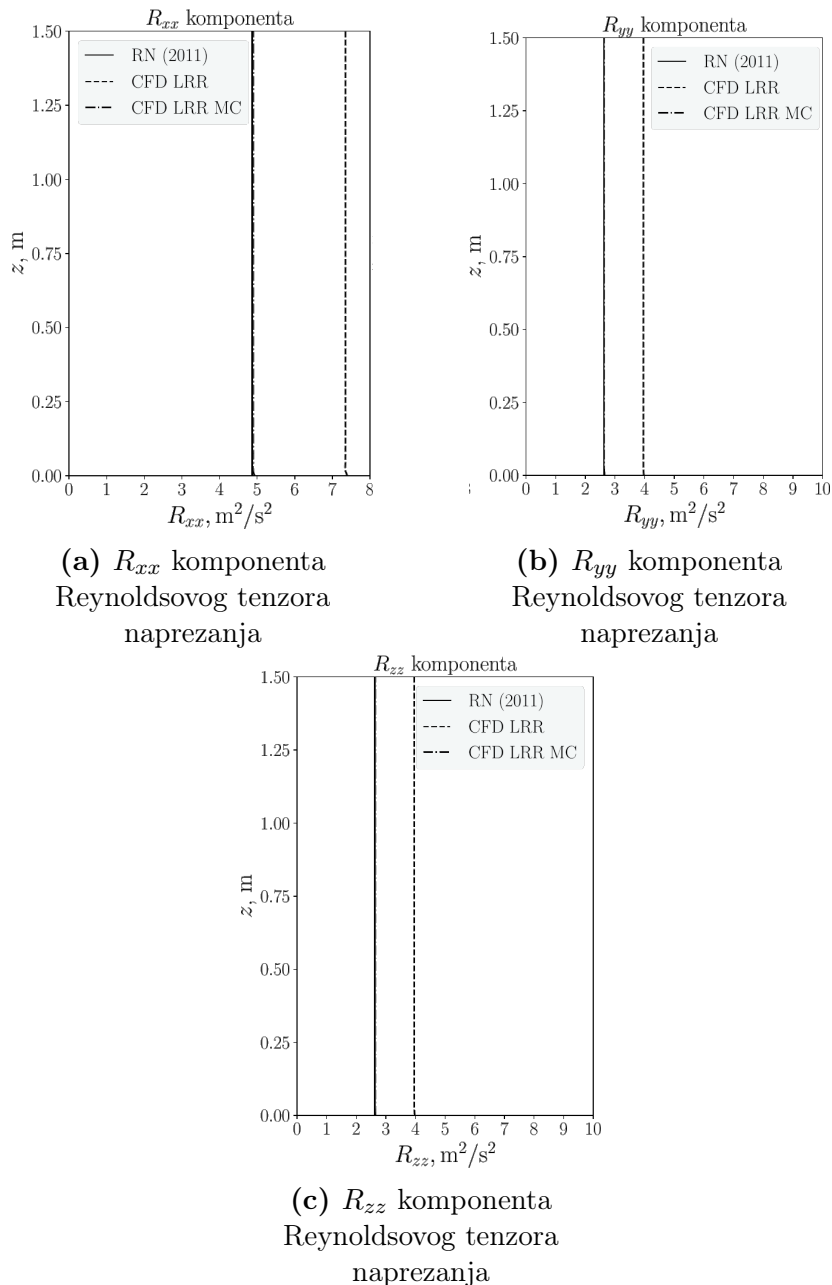 R_xx komponenta
1.50
1.25
1.00
0.75
0.50
0.25
0.00
z, m
RN (2011)
CFD LRR
CFD LRR MC
0 1 2 3 4 5 6 7 8
R_xx, m²/s²
(a) R_xx komponenta
Reynoldsovog tenzora
naprezanja
R_yy komponenta
1.50
1.25
1.00
0.75
0.50
0.25
0.00
z, m
RN (2011)
CFD LRR
CFD LRR MC
0 1 2 3 4 5 6 7 8 9 10
R_yy, m²/s²
(b) R_yy komponenta
Reynoldsovog tenzora
naprezanja
R_zz komponenta
1.50
1.25
1.00
0.75
0.50
0.25
0.00
z, m
RN (2011)
CFD LRR
CFD LRR MC
0 1 2 3 4 5 6 7 8 9 10
R_zz, m²/s²
(c) R_zz komponenta
Reynoldsovog tenzora
naprezanja